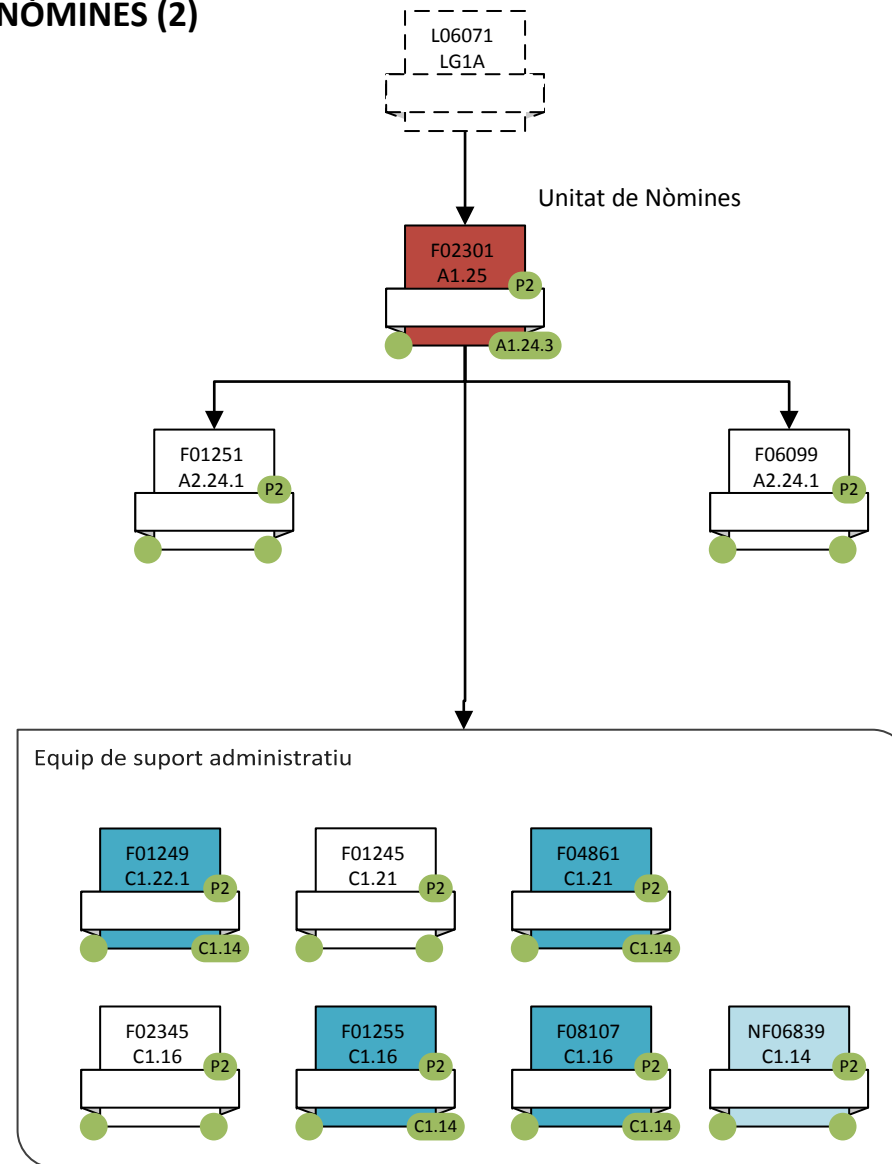 NÒMINES (2)
L06071
LG1A
Unitat de Nòmines
F02301
A1.25
P2
A1.24.3
F01251
A2.24.1
P2
F06099
A2.24.1
P2
Equip de suport administratiu
F01249
C1.22.1
P2
C1.14
F01245
C1.21
P2
F04861
C1.21
P2
C1.14
F02345
C1.16
P2
F01255
C1.16
P2
C1.14
F08107
C1.16
P2
C1.14
NF06839
C1.14
P2